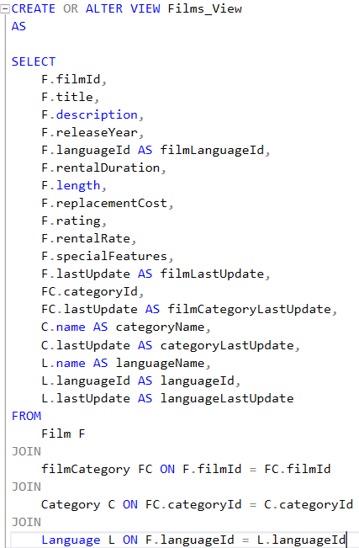 CREATE OR ALTER VIEW Films_View
AS
SELECT
F.filmId,
F.title,
F.description,
F.releaseYear,
F.languageId AS filmLanguageId,
F.rentalDuration,
F.length,
F.replacementCost,
F.rating,
F.rentalRate,
F.specialFeatures,
F.lastUpdate AS filmLastUpdate,
FC.categoryId,
FC.lastUpdate AS filmCategoryLastUpdate,
C.name AS categoryName,
C.lastUpdate AS categoryLastUpdate,
L.name AS languageName,
L.languageId AS languageId,
L.lastUpdate AS languageLastUpdate
FROM
Film F
JOIN
filmCategory FC ON F.filmId = FC.filmId
JOIN
Category C ON FC.categoryId = C.categoryId
JOIN
Language L ON F.languageId = L.languageId